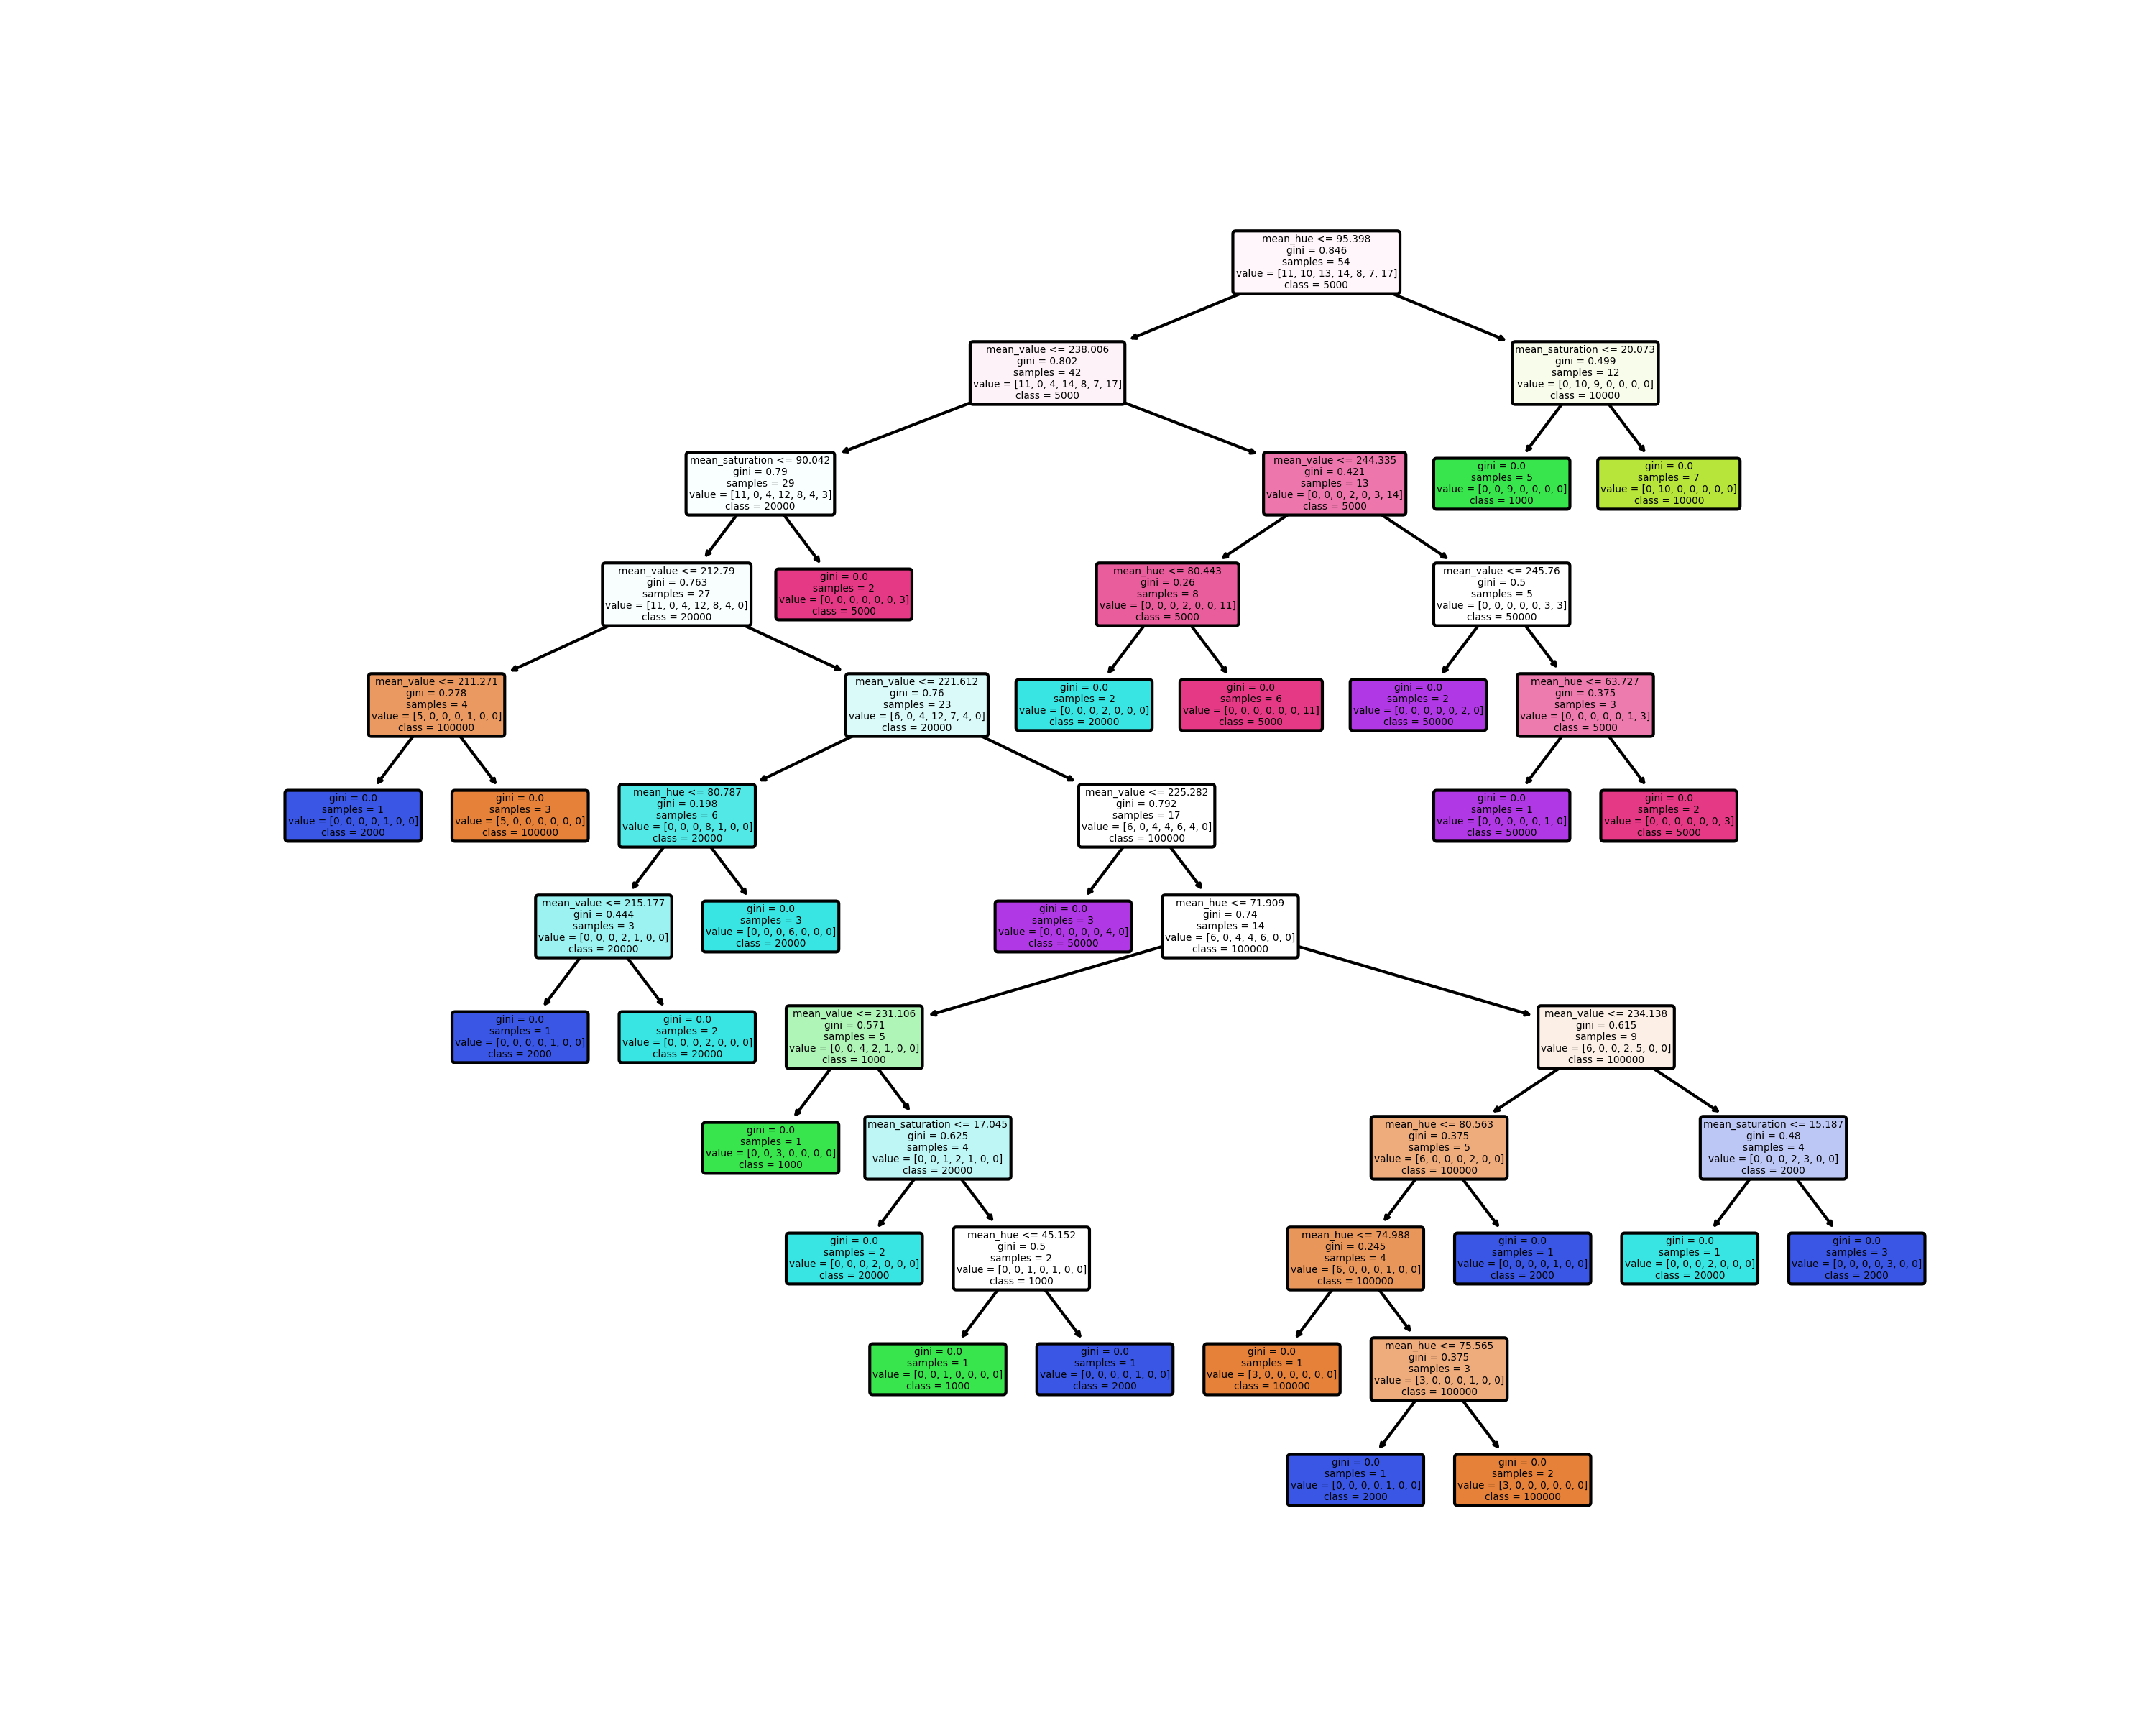 mean_hue <= 95.398
gini = 0.846
samples = 54
value = [11, 10, 13, 14, 8, 7, 17]
class = 5000
mean_value <= 238.006
gini = 0.802
samples = 42
value = [11, 0, 4, 14, 8, 7, 17]
class = 5000
mean_saturation <= 20.073
gini = 0.499
samples = 12
value = [0, 10, 9, 0, 0, 0, 0]
class = 10000
mean_saturation <= 90.042
gini = 0.79
samples = 29
value = [11, 0, 4, 12, 8, 4, 3]
class = 20000
mean_value <= 244.335
gini = 0.421
samples = 13
value = [0, 0, 0, 2, 0, 3, 14]
class = 5000
gini = 0.0
samples = 5
value = [0, 0, 9, 0, 0, 0, 0]
class = 1000
gini = 0.0
samples = 7
value = [0, 10, 0, 0, 0, 0, 0]
class = 10000
mean_value <= 212.79
gini = 0.763
samples = 27
value = [11, 0, 4, 12, 8, 4, 0]
class = 20000
gini = 0.0
samples = 2
value = [0, 0, 0, 0, 0, 0, 3]
class = 5000
mean_hue <= 80.443
gini = 0.26
samples = 8
value = [0, 0, 0, 2, 0, 0, 11]
class = 5000
mean_value <= 245.76
gini = 0.5
samples = 5
value = [0, 0, 0, 0, 0, 3, 3]
class = 50000
mean_value <= 211.271
gini = 0.278
samples = 4
value = [5, 0, 0, 0, 1, 0, 0]
class = 100000
mean_value <= 221.612
gini = 0.76
samples = 23
value = [6, 0, 4, 12, 7, 4, 0]
class = 20000
gini = 0.0
samples = 2
value = [0, 0, 0, 2, 0, 0, 0]
class = 20000
gini = 0.0
samples = 6
value = [0, 0, 0, 0, 0, 0, 11]
class = 5000
gini = 0.0
samples = 2
value = [0, 0, 0, 0, 0, 2, 0]
class = 50000
mean_hue <= 63.727
gini = 0.375
samples = 3
value = [0, 0, 0, 0, 0, 1, 3]
class = 5000
gini = 0.0
samples = 1
value = [0, 0, 0, 0, 1, 0, 0]
class = 2000
gini = 0.0
samples = 3
value = [5, 0, 0, 0, 0, 0, 0]
class = 100000
mean_hue <= 80.787
gini = 0.198
samples = 6
value = [0, 0, 0, 8, 1, 0, 0]
class = 20000
mean_value <= 225.282
gini = 0.792
samples = 17
value = [6, 0, 4, 4, 6, 4, 0]
class = 100000
gini = 0.0
samples = 1
value = [0, 0, 0, 0, 0, 1, 0]
class = 50000
gini = 0.0
samples = 2
value = [0, 0, 0, 0, 0, 0, 3]
class = 5000
mean_value <= 215.177
gini = 0.444
samples = 3
value = [0, 0, 0, 2, 1, 0, 0]
class = 20000
gini = 0.0
samples = 3
value = [0, 0, 0, 6, 0, 0, 0]
class = 20000
gini = 0.0
samples = 3
value = [0, 0, 0, 0, 0, 4, 0]
class = 50000
mean_hue <= 71.909
gini = 0.74
samples = 14
value = [6, 0, 4, 4, 6, 0, 0]
class = 100000
gini = 0.0
samples = 1
value = [0, 0, 0, 0, 1, 0, 0]
class = 2000
gini = 0.0
samples = 2
value = [0, 0, 0, 2, 0, 0, 0]
class = 20000
mean_value <= 231.106
gini = 0.571
samples = 5
value = [0, 0, 4, 2, 1, 0, 0]
class = 1000
mean_value <= 234.138
gini = 0.615
samples = 9
value = [6, 0, 0, 2, 5, 0, 0]
class = 100000
gini = 0.0
samples = 1
value = [0, 0, 3, 0, 0, 0, 0]
class = 1000
mean_saturation <= 17.045
gini = 0.625
samples = 4
value = [0, 0, 1, 2, 1, 0, 0]
class = 20000
mean_hue <= 80.563
gini = 0.375
samples = 5
value = [6, 0, 0, 0, 2, 0, 0]
class = 100000
mean_saturation <= 15.187
gini = 0.48
samples = 4
value = [0, 0, 0, 2, 3, 0, 0]
class = 2000
gini = 0.0
samples = 2
value = [0, 0, 0, 2, 0, 0, 0]
class = 20000
mean_hue <= 45.152
gini = 0.5
samples = 2
value = [0, 0, 1, 0, 1, 0, 0]
class = 1000
mean_hue <= 74.988
gini = 0.245
samples = 4
value = [6, 0, 0, 0, 1, 0, 0]
class = 100000
gini = 0.0
samples = 1
value = [0, 0, 0, 0, 1, 0, 0]
class = 2000
gini = 0.0
samples = 1
value = [0, 0, 0, 2, 0, 0, 0]
class = 20000
gini = 0.0
samples = 3
value = [0, 0, 0, 0, 3, 0, 0]
class = 2000
gini = 0.0
samples = 1
value = [0, 0, 1, 0, 0, 0, 0]
class = 1000
gini = 0.0
samples = 1
value = [0, 0, 0, 0, 1, 0, 0]
class = 2000
gini = 0.0
samples = 1
value = [3, 0, 0, 0, 0, 0, 0]
class = 100000
mean_hue <= 75.565
gini = 0.375
samples = 3
value = [3, 0, 0, 0, 1, 0, 0]
class = 100000
gini = 0.0
samples = 1
value = [0, 0, 0, 0, 1, 0, 0]
class = 2000
gini = 0.0
samples = 2
value = [3, 0, 0, 0, 0, 0, 0]
class = 100000